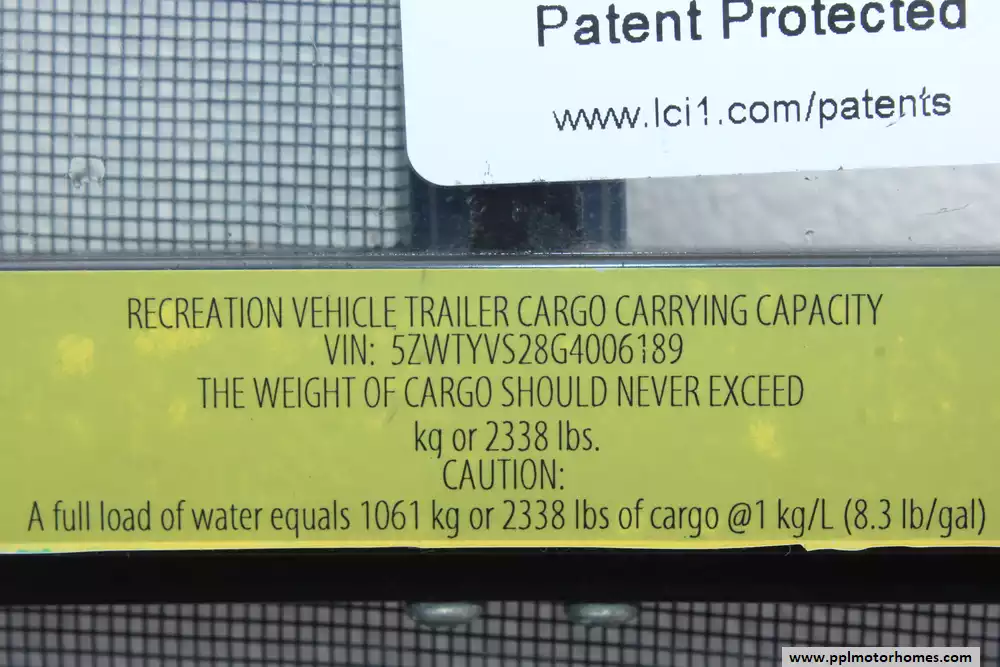 Patent Protected
www.lci1.com/patents
RECREATION VEHICLE TRAILER CARGO CARRYING CAPACITY
VIN: 5ZWTYVS28G4006189
THE WEIGHT OF CARGO SHOULD NEVER EXCEED
kg or 2338 lbs.
CAUTION:
A full load of water equals 1061 kg or 2338 lbs of cargo @1 kg/L (8.3 lb/gal)
www.pplmotorhomes.com